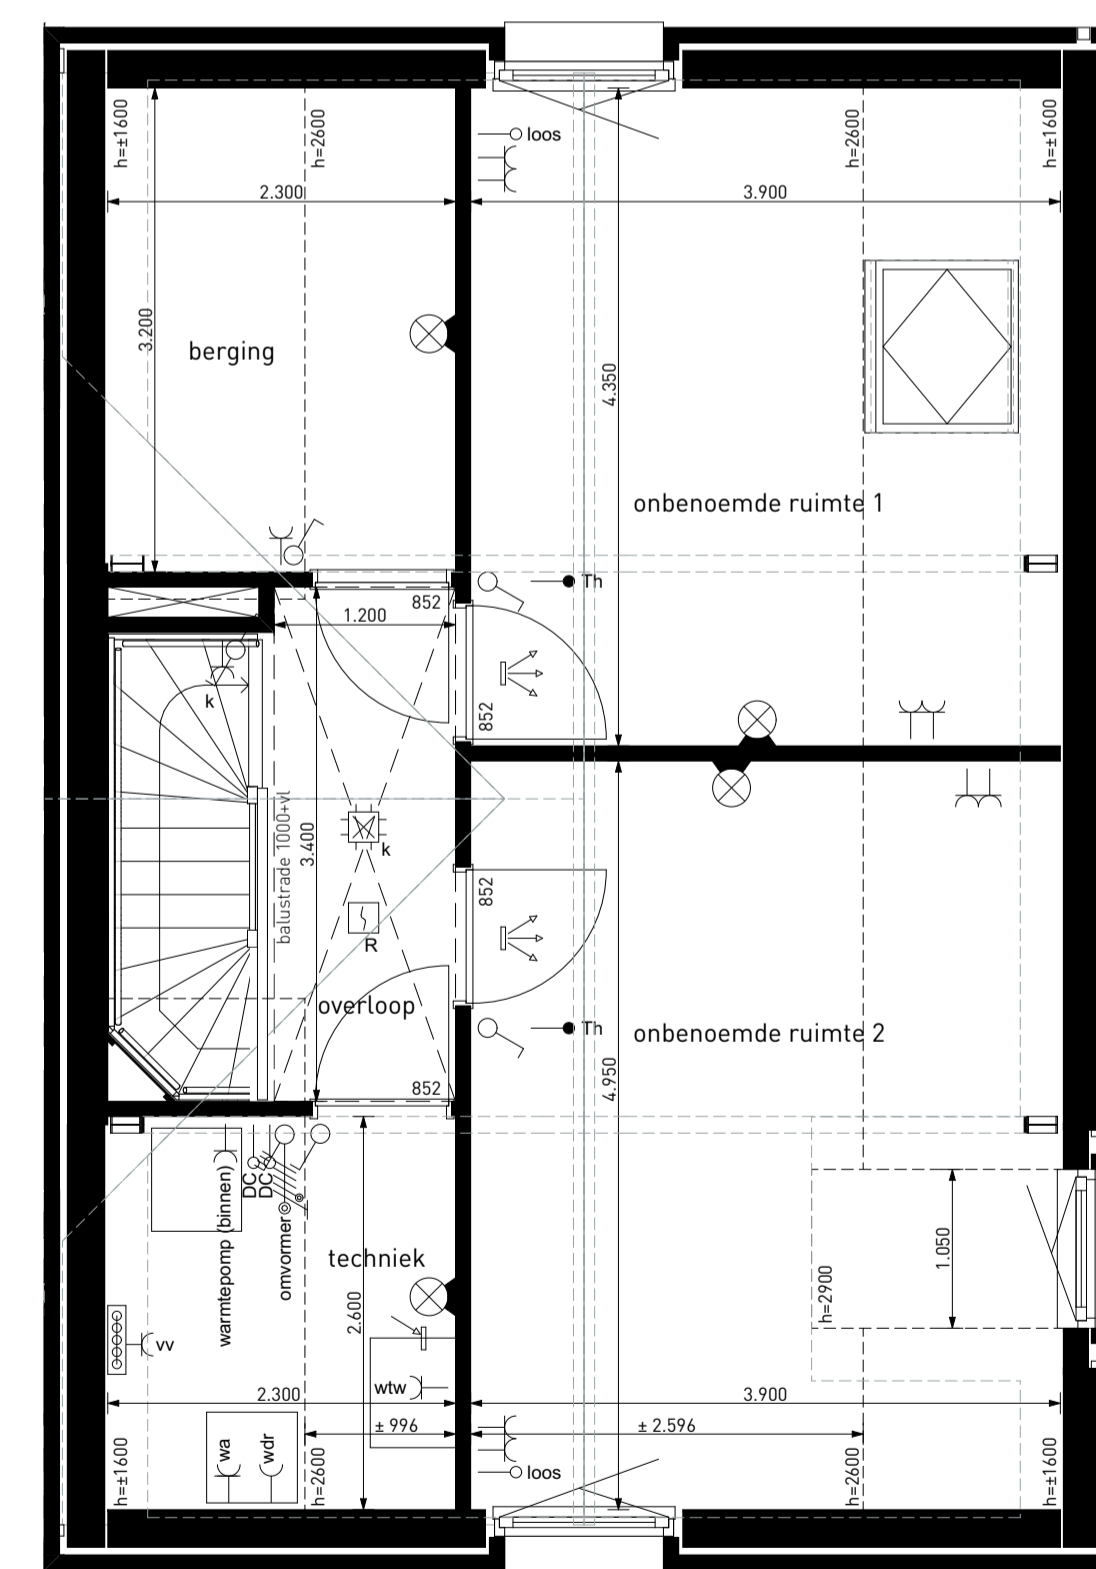 h=±1600
h=2600
loos
h=2600
h=±1600
2.300
3.900
3.200
berging
4.350
onbenoemde ruimte 1
Th
852
1.200
k
852
balustrade 1000+vl
3.400
k
852
R
overloop
Th
onbenoemde ruimte 2
4.950
852
warmtepomp (binnen)
DC
DC
omvormer
techniek
1.050
h=2900
2.600
vv
wtw
2.300
3.900
± 996
± 2.596
wa
wdr
h=±1600
h=2600
loos
h=2600
h=±1600